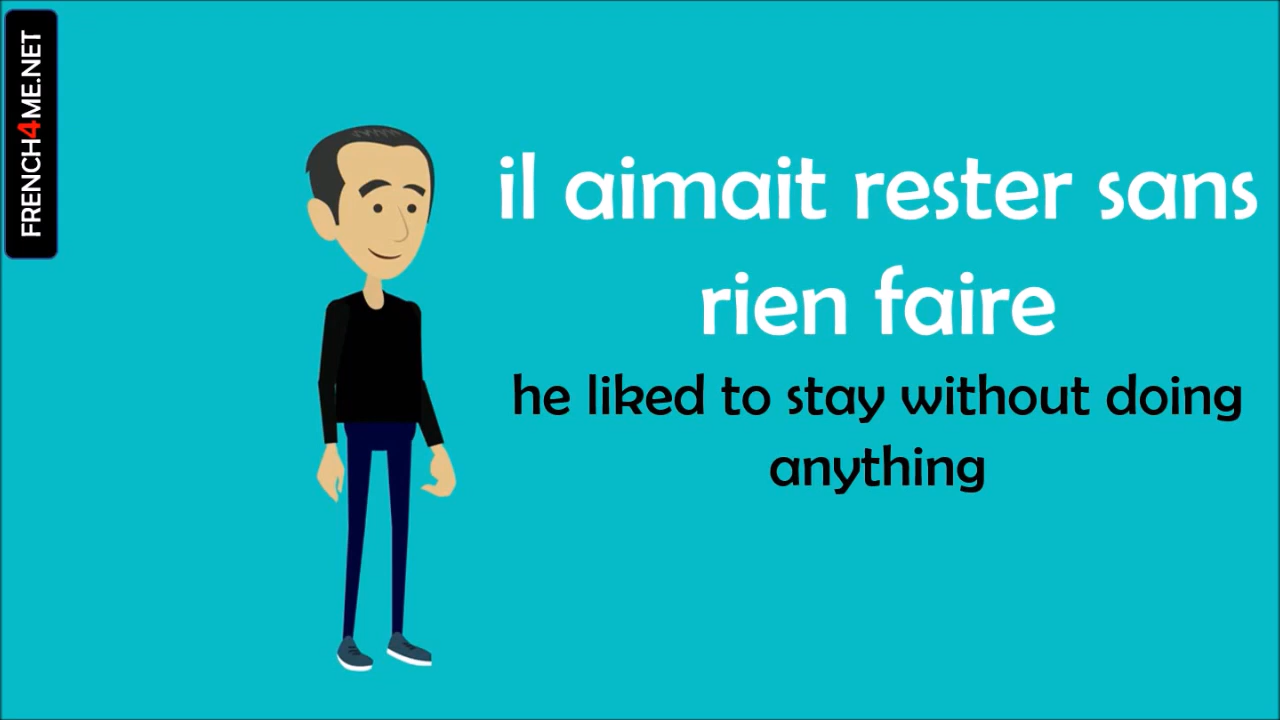 FRENCH4ME.NET
il aimait rester sans
rien faire
he liked to stay without doing
anything